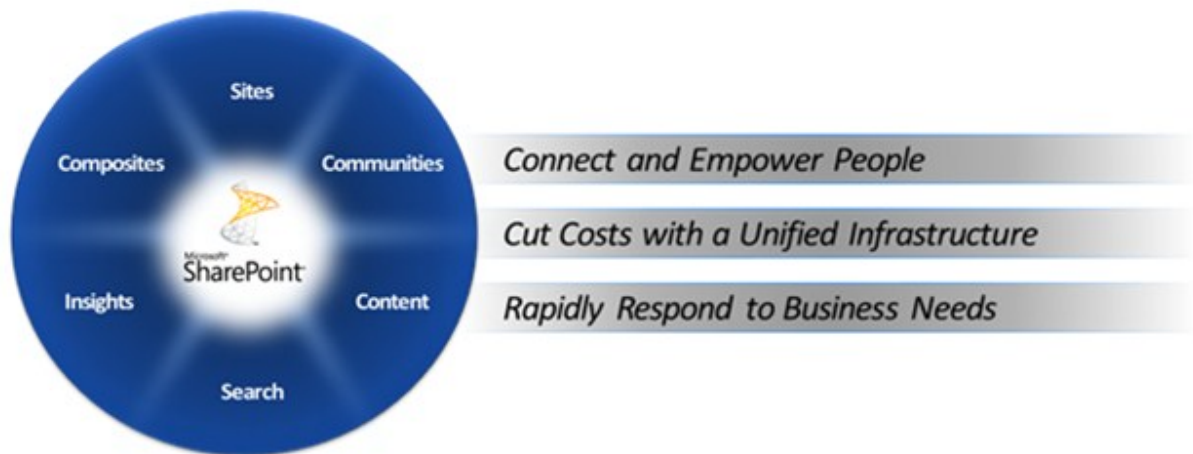 Sites
Composites
Communities
Microsoft®
SharePoint®
Insights
Content
Search
Connect and Empower People
Cut Costs with a Unified Infrastructure
Rapidly Respond to Business Needs